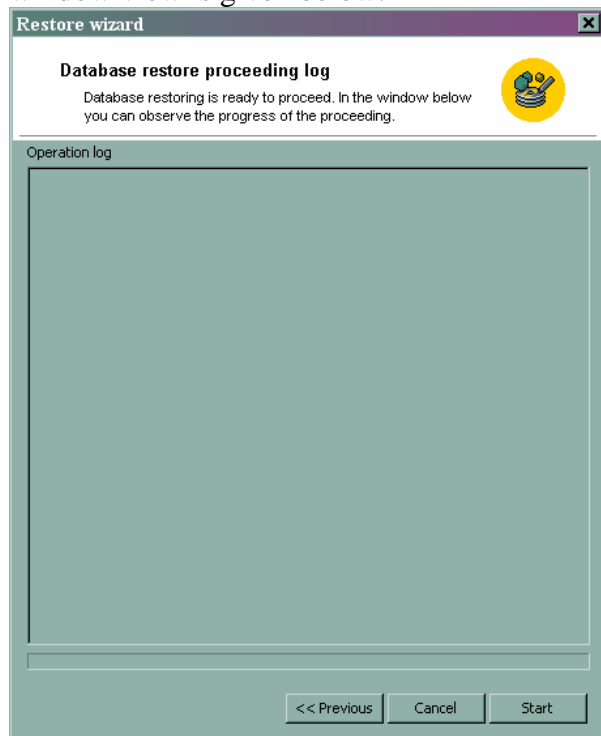 Restore wizard
Database restore proceeding log
Database restoring is ready to proceed. In the window below
you can observe the progress of the proceeding.
Operation log
<< Previous
Cancel
Start